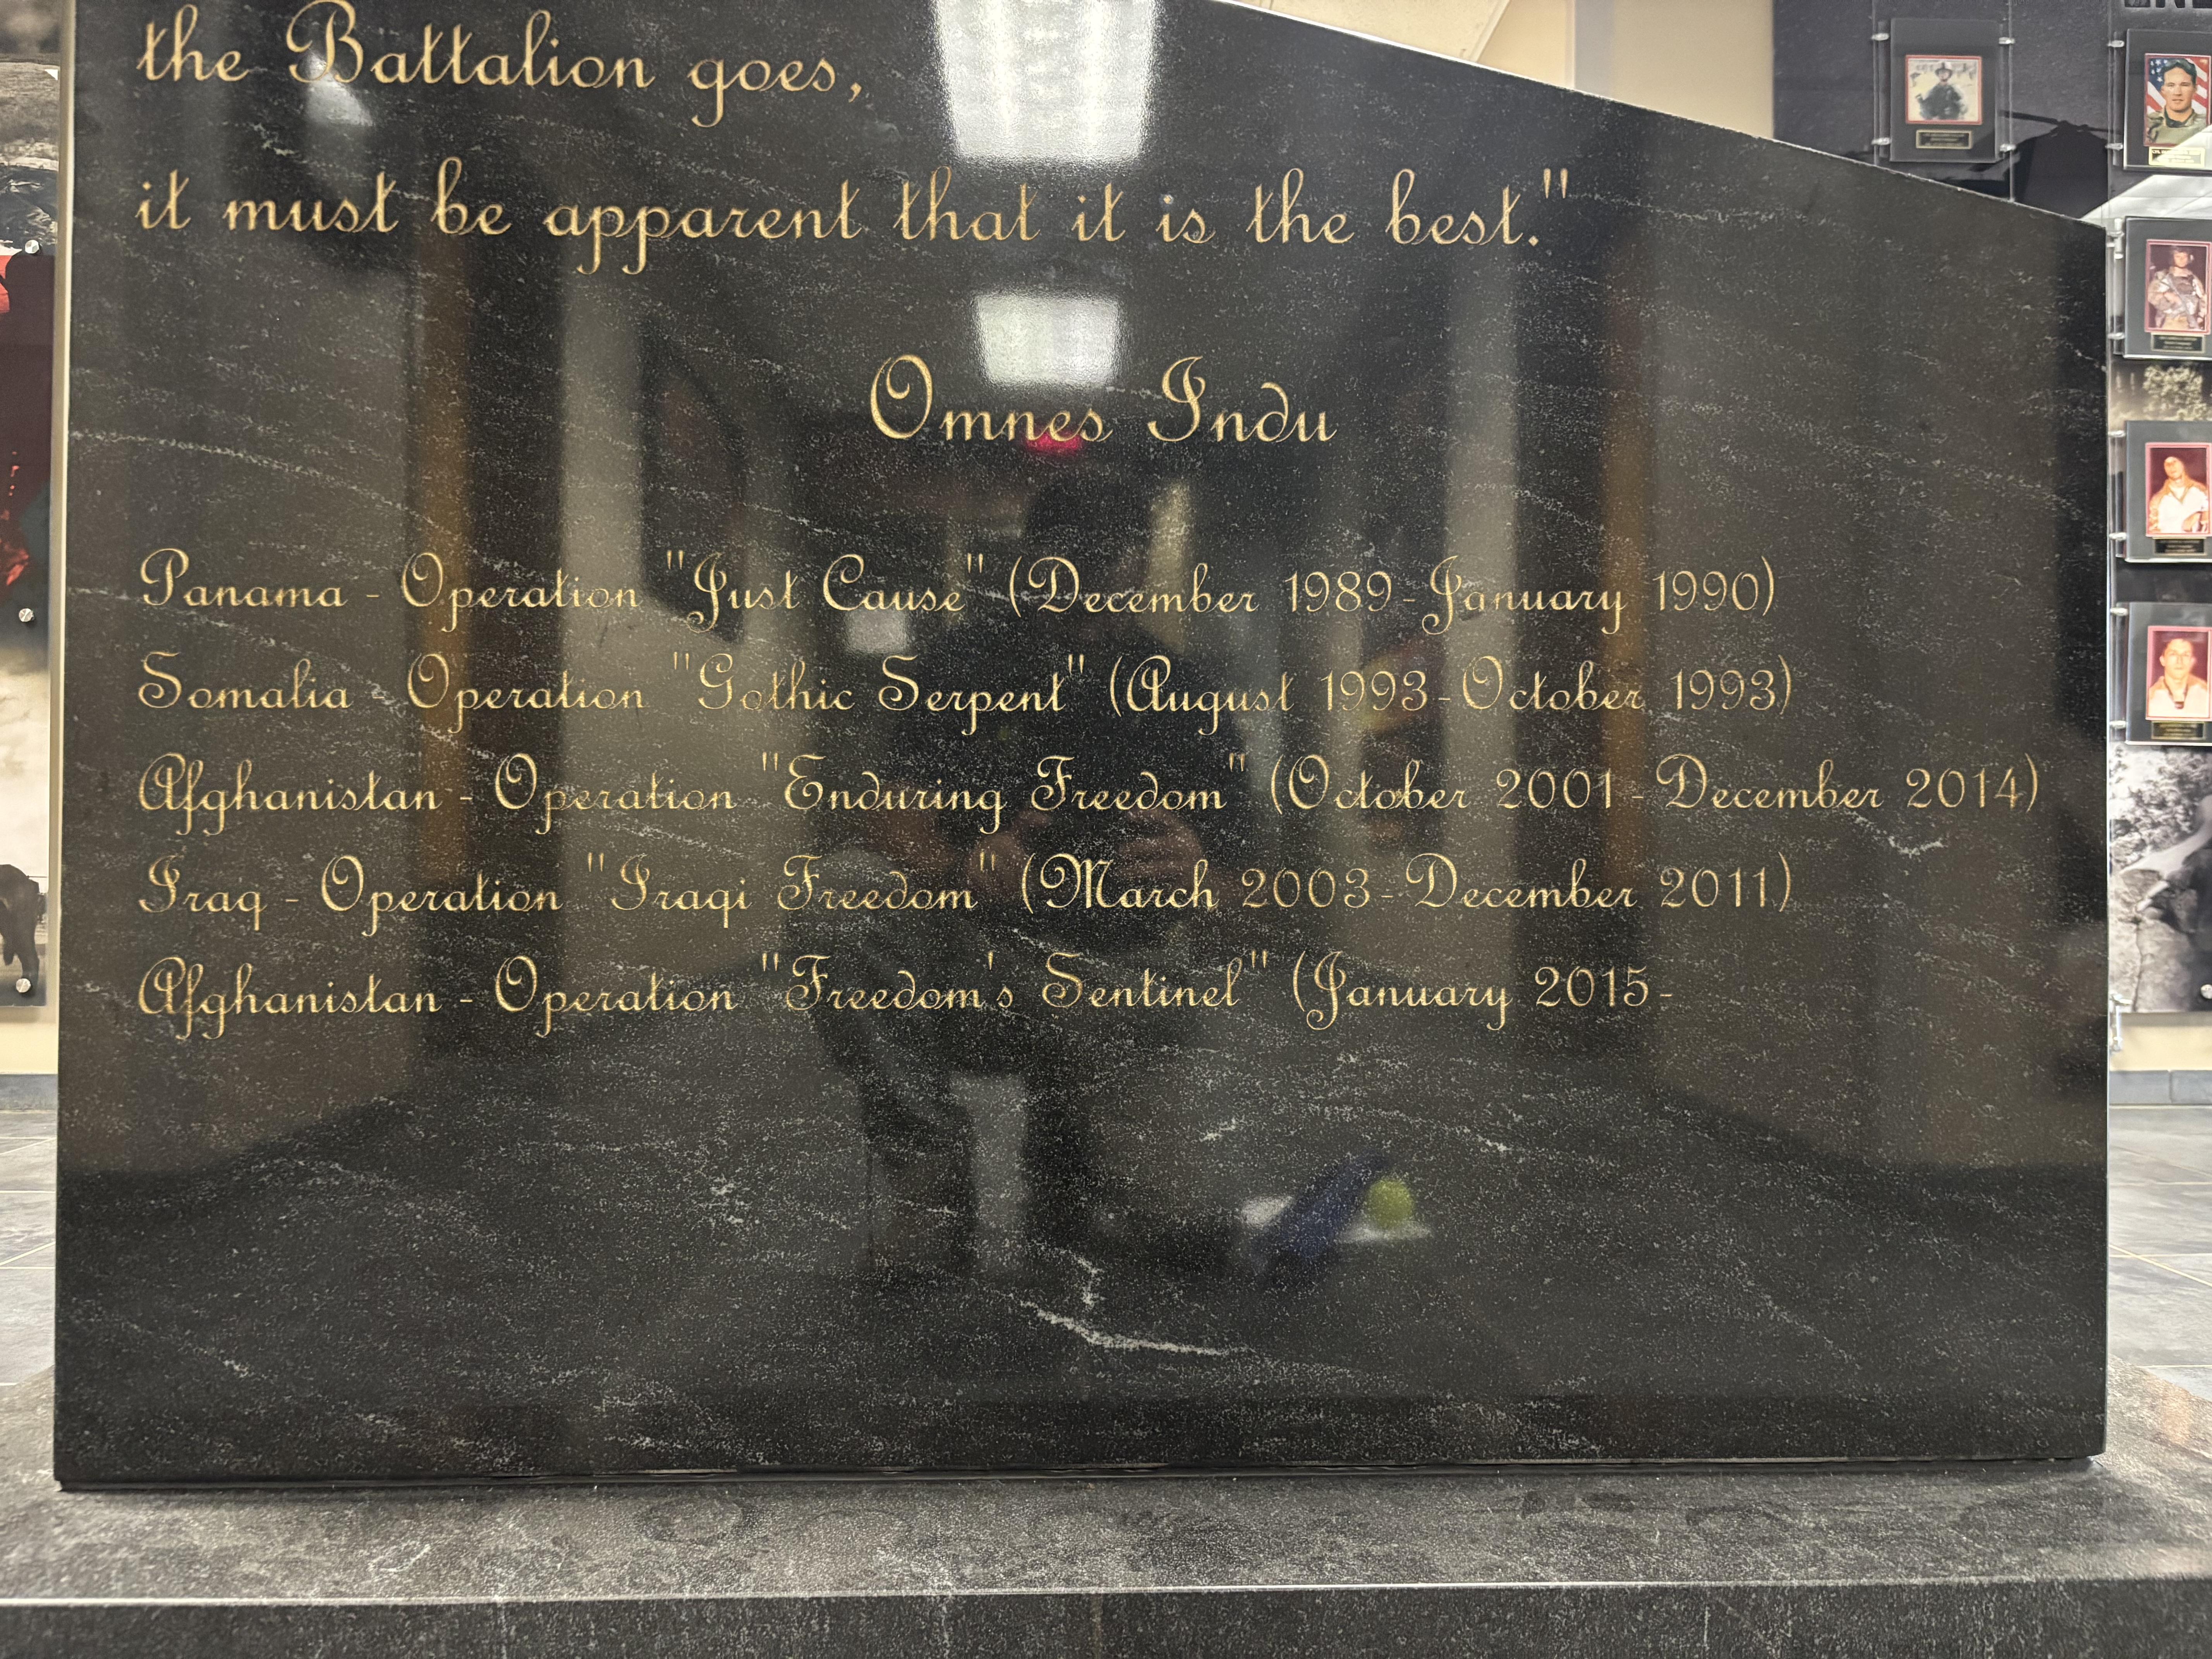 the Battalion goes,
it must be apparent that it is the best."
Omnes Indu
Panama - Operation "Just Cause" (December 1989-January 1990)
Somalia - Operation "Gothic Serpent" (August 1993-October 1993)
Afghanistan - Operation "Enduring Freedom" (October 2001-December 2014)
Iraq - Operation "Iraqi Freedom" (March 2003-December 2011)
Afghanistan - Operation "Freedom's Sentinel" (January 2015-